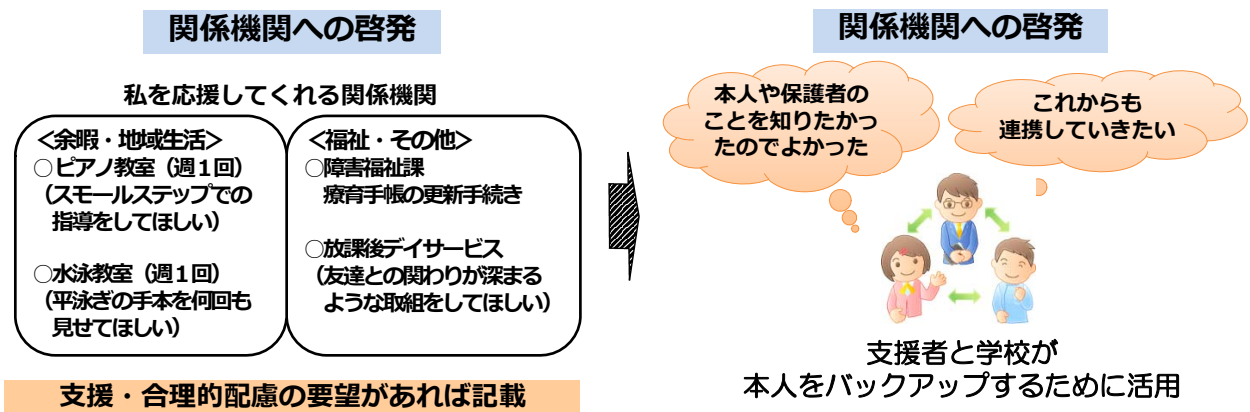 関係機関への啓発
私を応援してくれる関係機関
＜余暇・地域生活＞
○ピアノ教室（週１回）
（スモールステップでの
指導をしてほしい）
○水泳教室（週１回）
（平泳ぎの手本を何回も
見せてほしい）
＜福祉・その他＞
○障害福祉課
療育手帳の更新手続き
○放課後デイサービス
（友達との関わりが深まる
ような取組をしてほしい）
支援・合理的配慮の要望があれば記載
関係機関への啓発
本人や保護者の
ことを知りたかっ
たのでよかった
これからも
連携していきたい
支援者と学校が
本人をバックアップするために活用